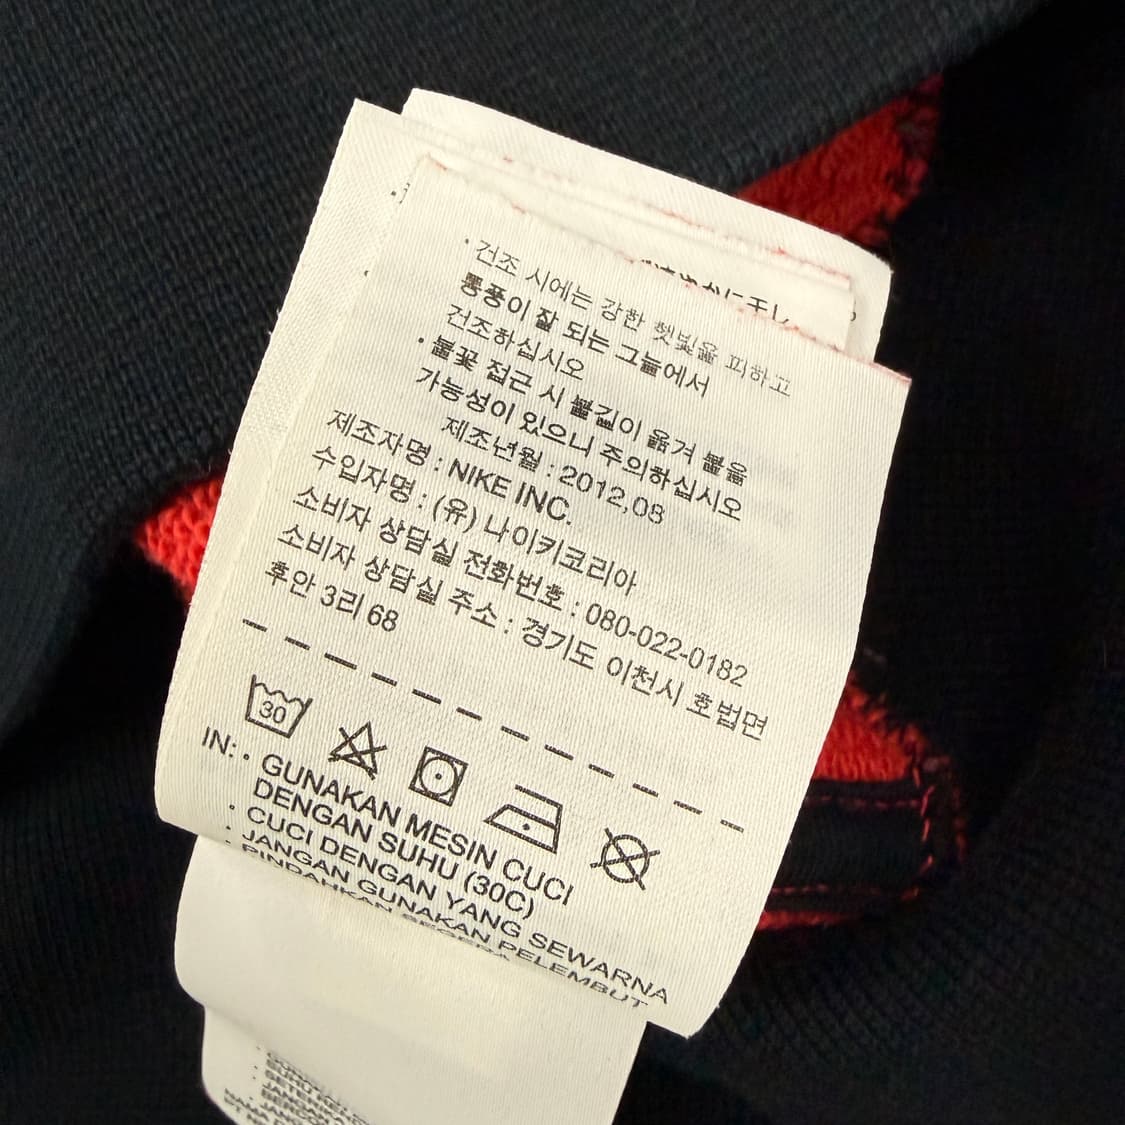 · 건조 시에는 강한 햇빛을 피하고
통풍이 잘 되는 그늘에서
건조하십시오
· 불꽃 접근 시 불길이 옮겨 붙을
가능성이 있으니 주의하십시오
제조년월 : 2012.08
제조자명 : NIKE INC.
수입자명 : (유) 나이키코리아
소비자 상담실 전화번호 : 080-022-0182
소비자 상담실 주소 : 경기도 이천시 호법면
후안 3리 68
30
IN: · GUNAKAN MESIN CUCI
DENGAN SUHU (30C)
· CUCI DENGAN YANG SEWARNA
· JANGAN GUNAKAN PELEMBUT
· PINDAHKAN SEGERA